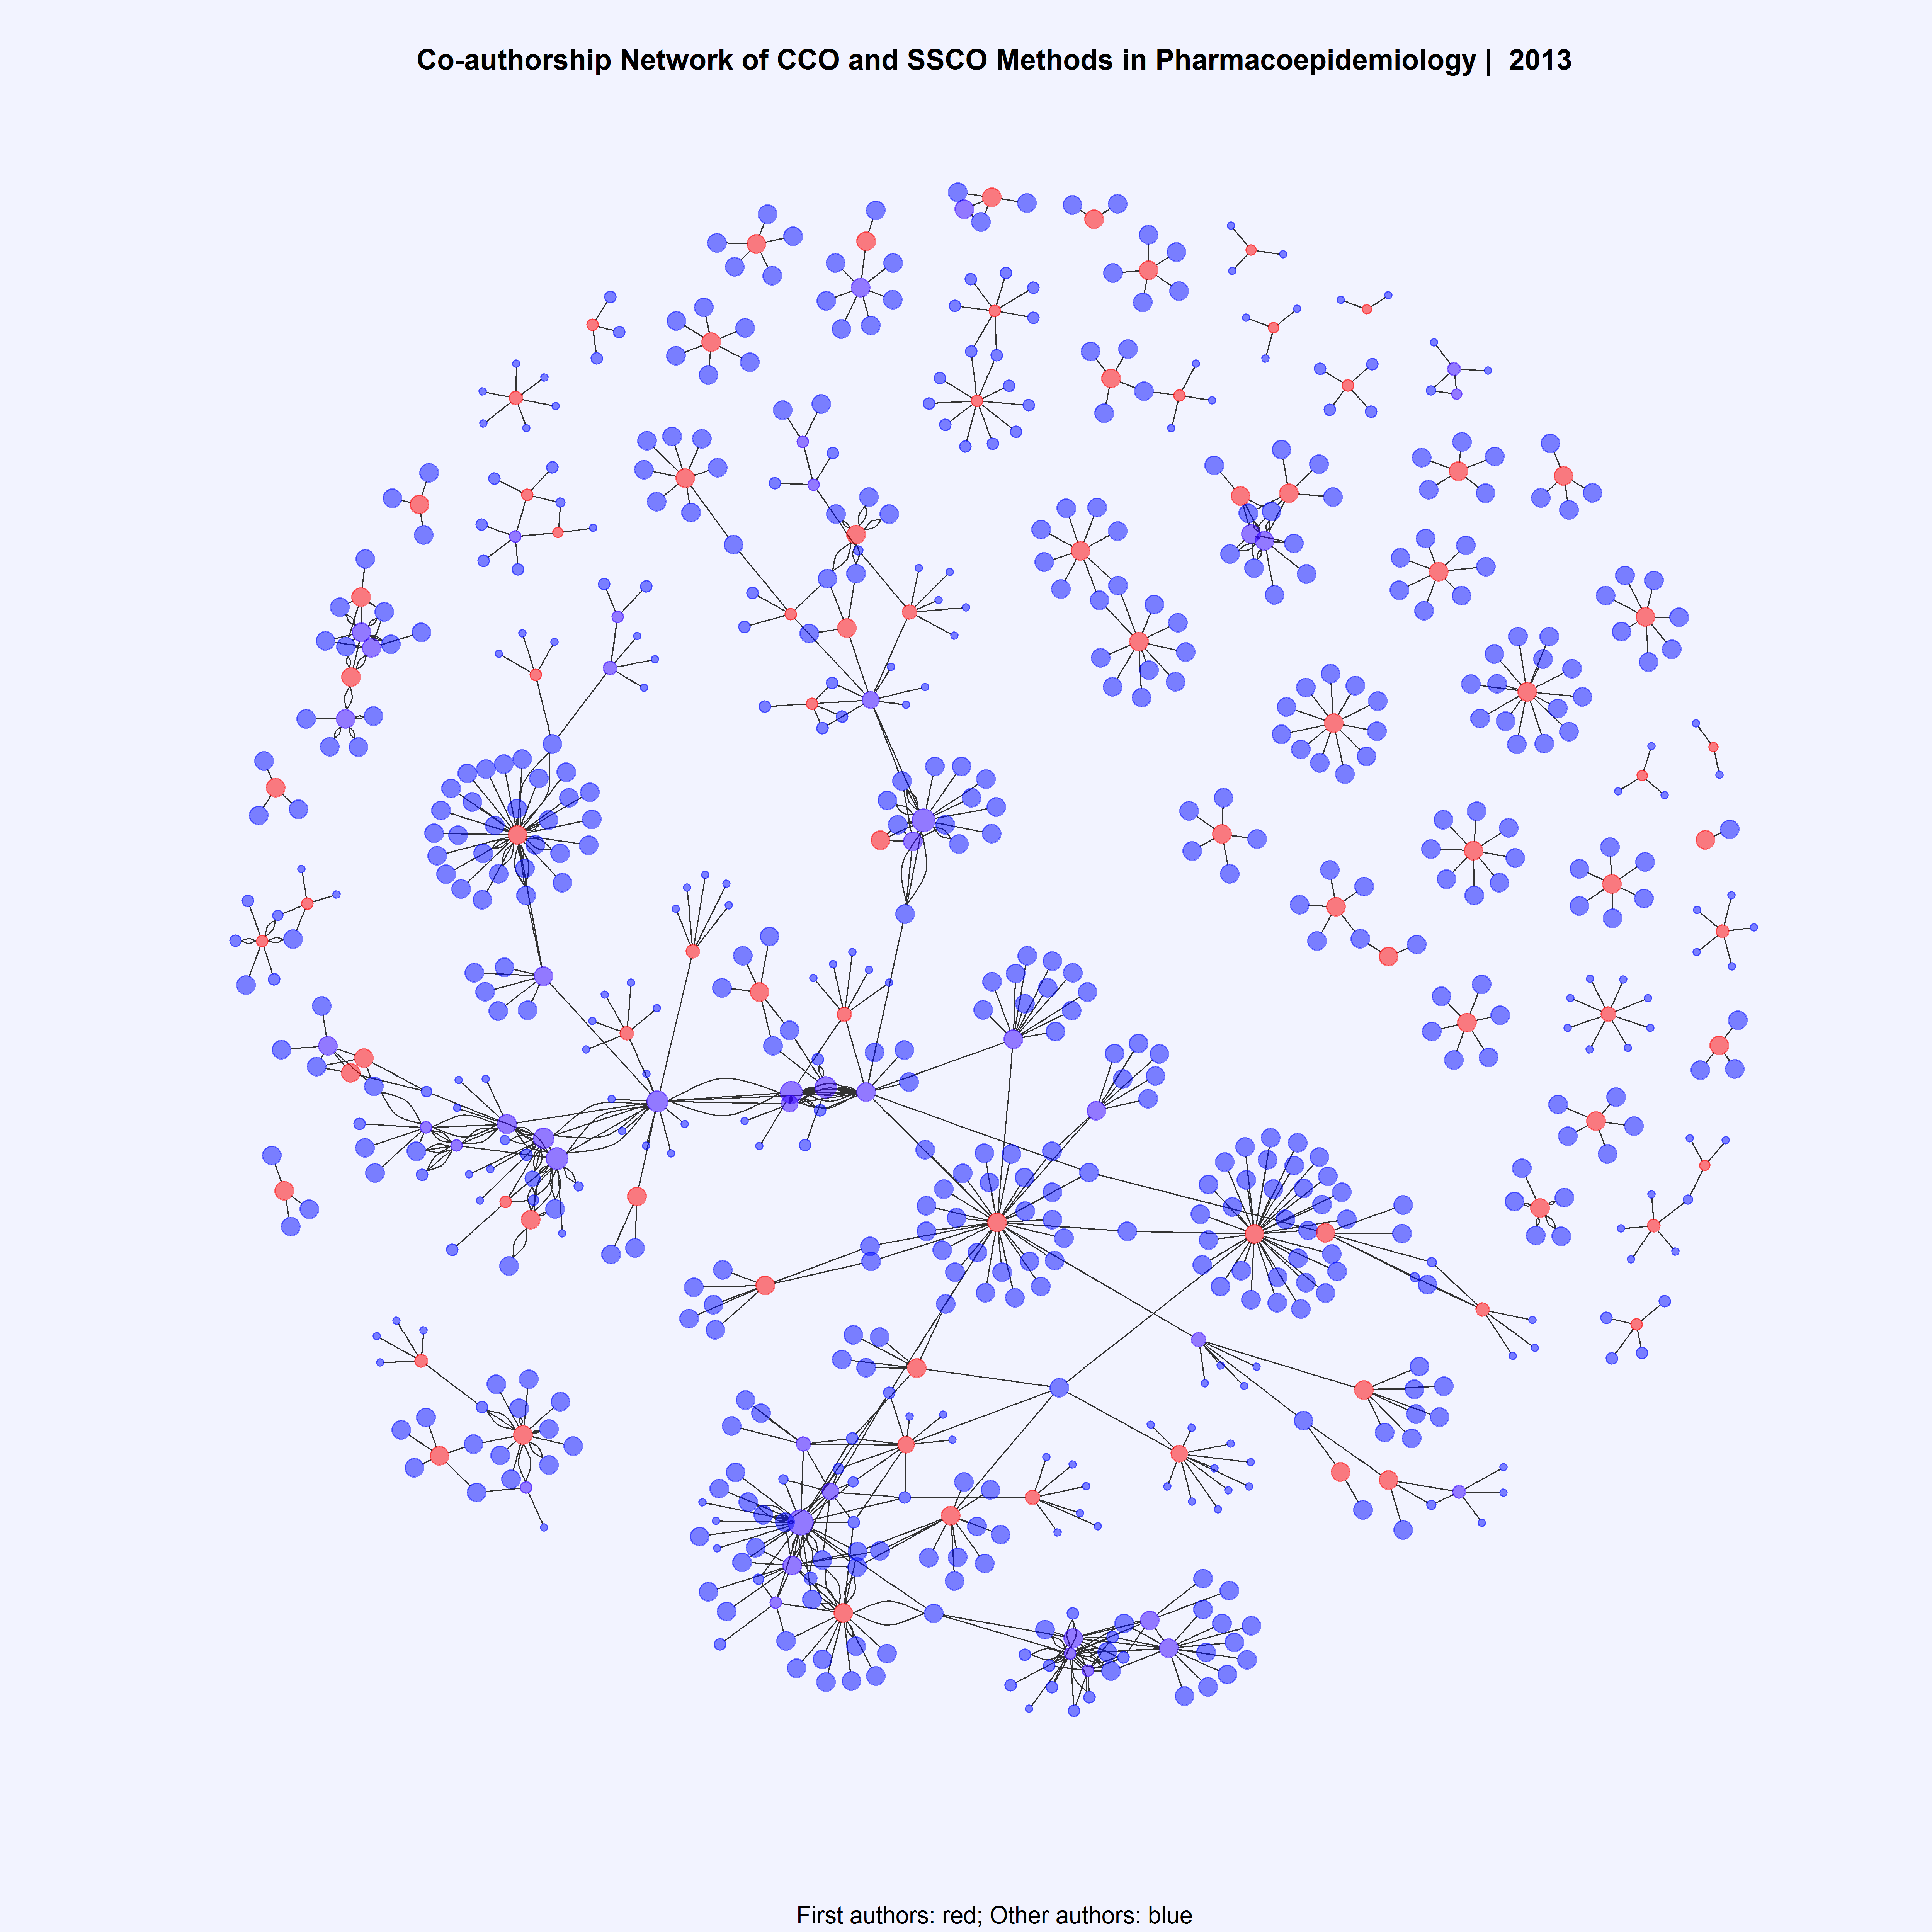 Co-authorship Network of CCO and SSCO Methods in Pharmacoepidemiology | 2013
First authors: red; Other authors: blue